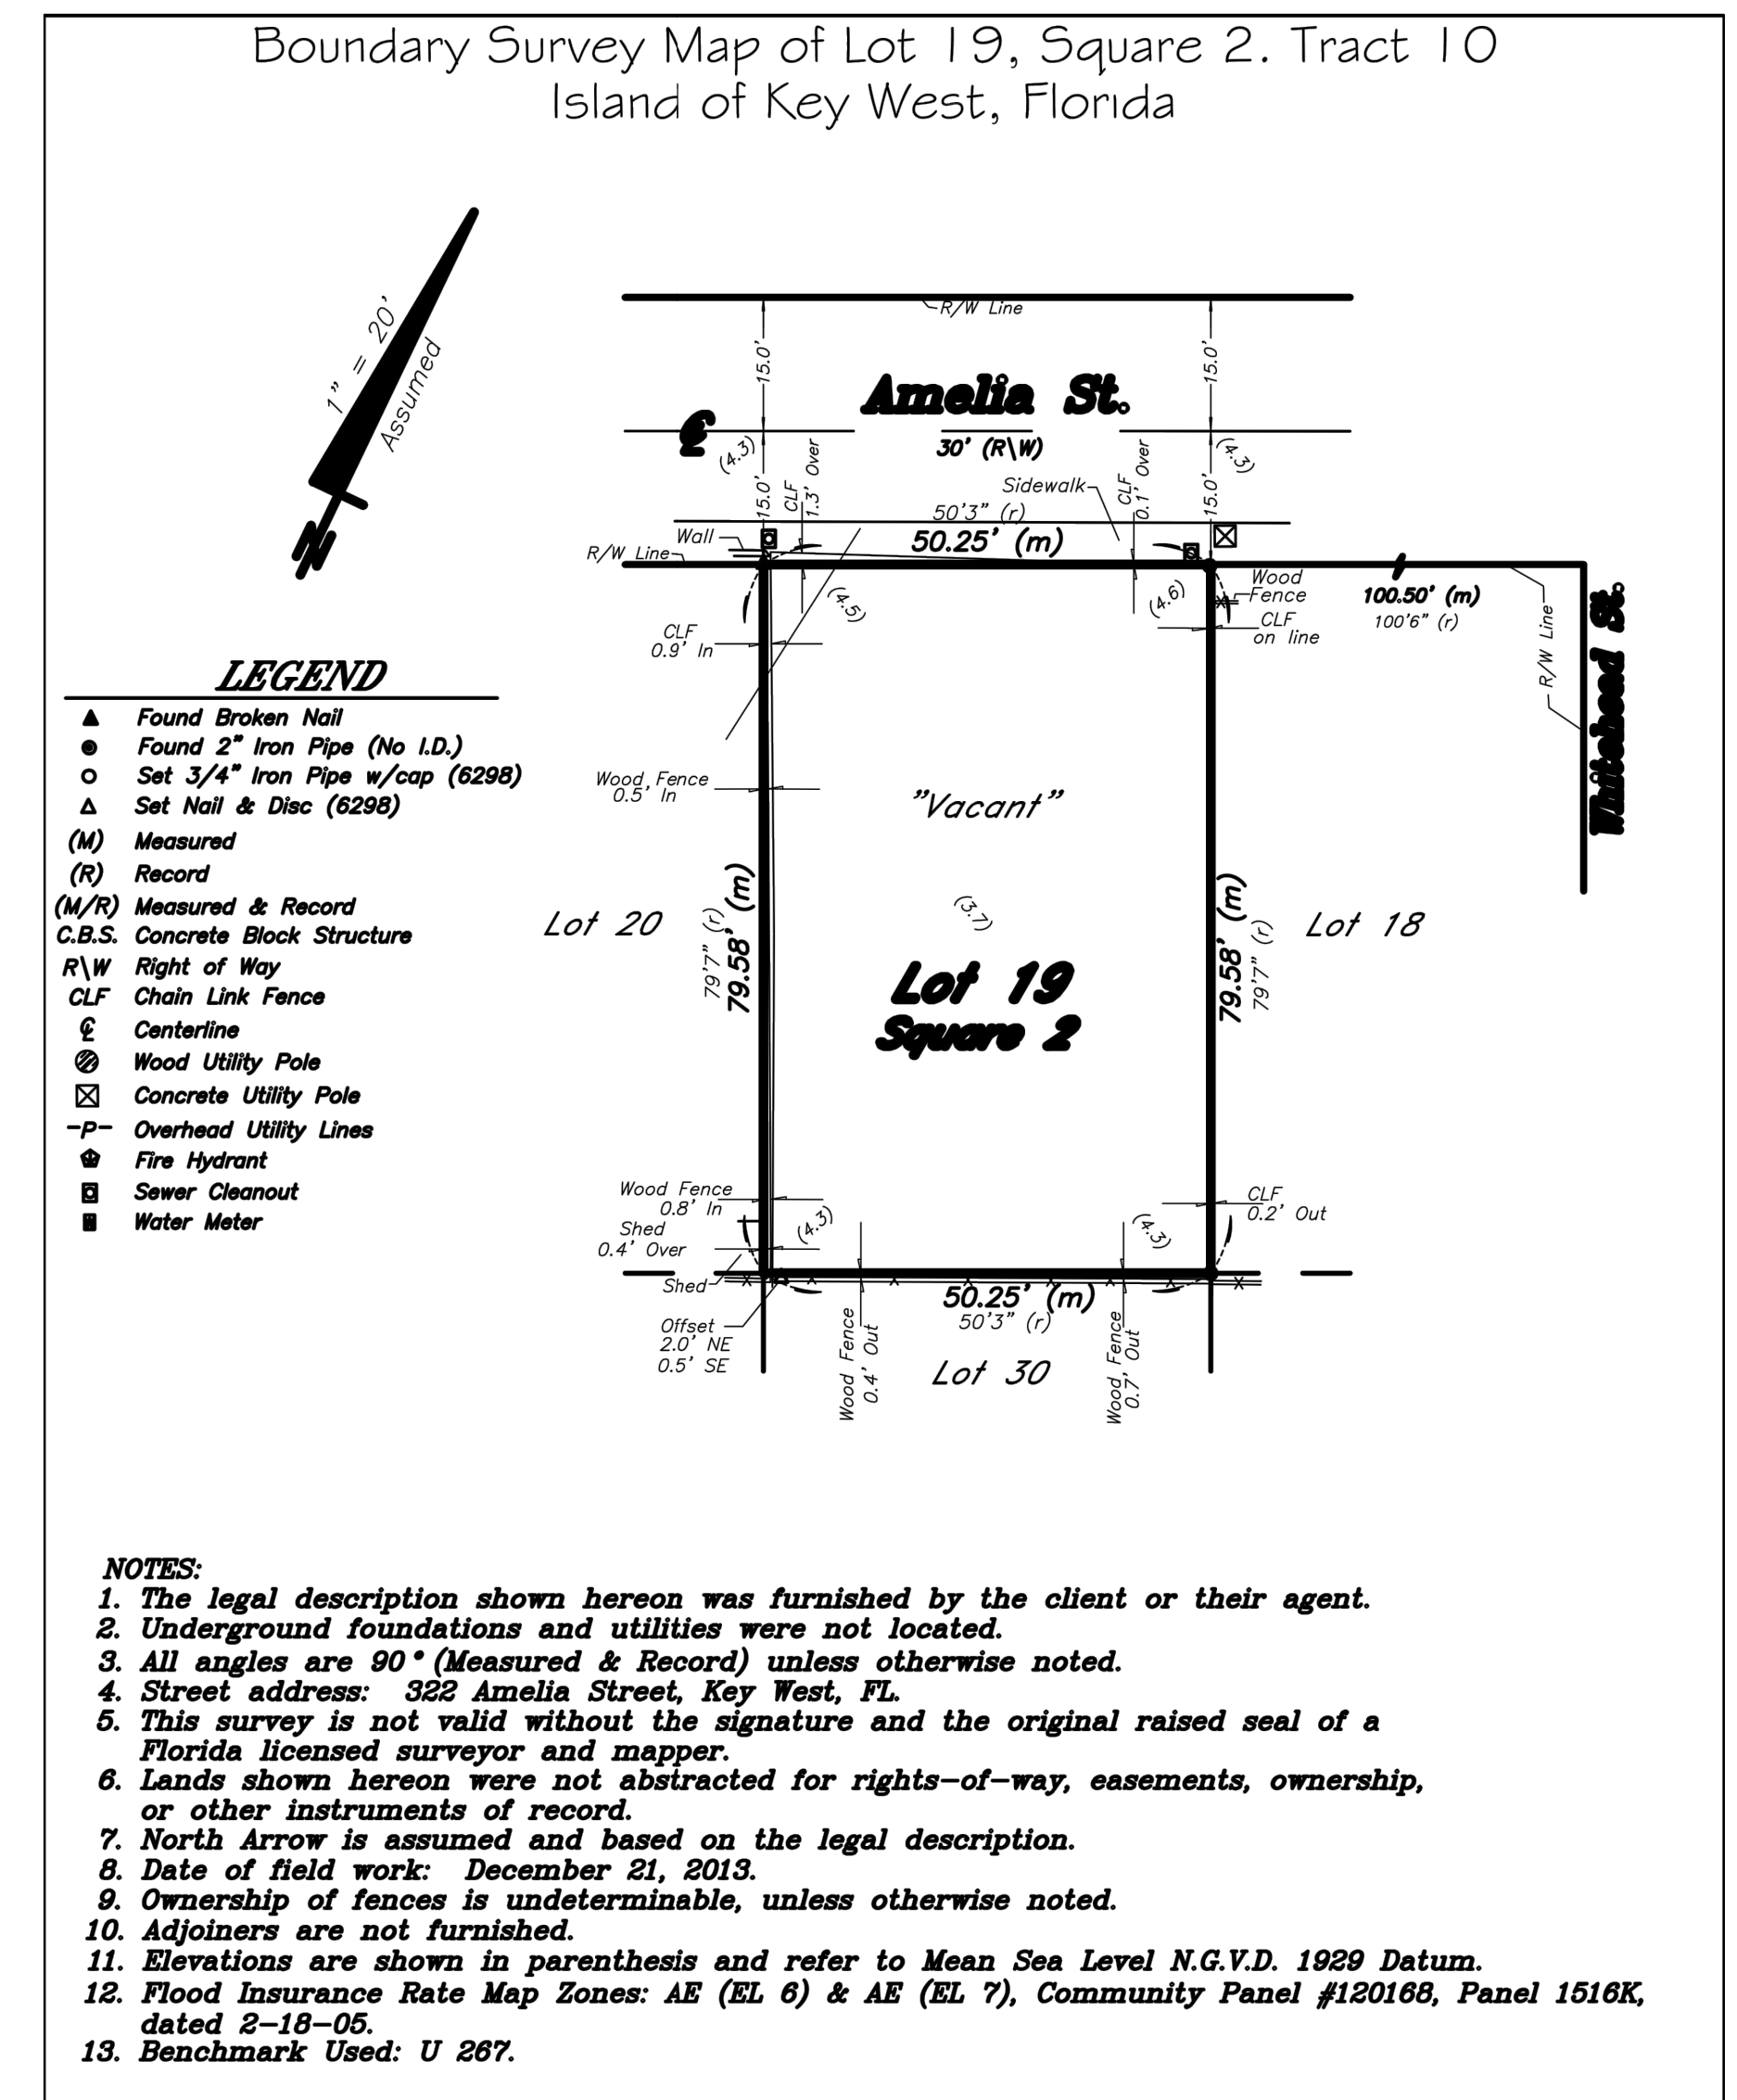 Boundary Survey Map of Lot 19, Square 2. Tract 10
Island of Key West, Florida
1" = 20'
Assumed
N
R/W Line
15.0'
15.0'
Amelia St.
℄
30' (R\W)
(4.3)
(4.3)
15.0'
CLF
1.3' Over
Sidewalk
CLF
0.1' Over
15.0'
50'3" (r)
50.25' (m)
Wall
R/W Line
(4.5)
(4.6)
Wood
Fence
100.50' (m)
100'6" (r)
R/W Line
Whitehead St.
CLF
0.9' In
CLF
on line
LEGEND
Found Broken Nail
Found 2" Iron Pipe (No I.D.)
Set 3/4" Iron Pipe w/cap (6298)
Set Nail & Disc (6298)
(M) Measured
(R) Record
(M/R) Measured & Record
C.B.S. Concrete Block Structure
R\W Right of Way
CLF Chain Link Fence
℄ Centerline
Wood Utility Pole
Concrete Utility Pole
-P- Overhead Utility Lines
Fire Hydrant
Sewer Cleanout
Water Meter
Wood Fence
0.5' In
"Vacant"
(3.7)
Lot 20
79'7" (r)
79.58' (m)
Lot 19
Square 2
79.58' (m)
79'7" (r)
Lot 18
Wood Fence
0.8' In
Shed
0.4' Over
(4.3)
(4.3)
CLF
0.2' Out
Shed
Offset
2.0' NE
0.5' SE
50.25' (m)
50'3" (r)
Wood Fence
0.4' Out
Wood Fence
0.7' Out
Lot 30
NOTES:
1. The legal description shown hereon was furnished by the client or their agent.
2. Underground foundations and utilities were not located.
3. All angles are 90° (Measured & Record) unless otherwise noted.
4. Street address: 322 Amelia Street, Key West, FL.
5. This survey is not valid without the signature and the original raised seal of a
Florida licensed surveyor and mapper.
6. Lands shown hereon were not abstracted for rights-of-way, easements, ownership,
or other instruments of record.
7. North Arrow is assumed and based on the legal description.
8. Date of field work: December 21, 2013.
9. Ownership of fences is undeterminable, unless otherwise noted.
10. Adjoiners are not furnished.
11. Elevations are shown in parenthesis and refer to Mean Sea Level N.G.V.D. 1929 Datum.
12. Flood Insurance Rate Map Zones: AE (EL 6) & AE (EL 7), Community Panel #120168, Panel 1516K,
dated 2-18-05.
13. Benchmark Used: U 267.